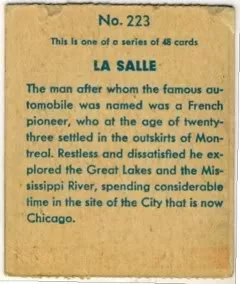 No. 223
This is one of a series of 48 cards
LA SALLE
The man after whom the famous au-
tomobile was named was a French
pioneer, who at the age of twenty-
three settled in the outskirts of Mon-
treal. Restless and dissatisfied he ex-
plored the Great Lakes and the Mis-
sissippi River, spending considerable
time in the site of the City that is now
Chicago.